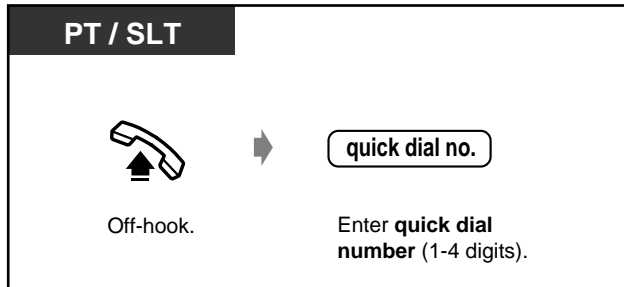 PT / SLT
quick dial no.
Off-hook.
Enter quick dial
number (1-4 digits).